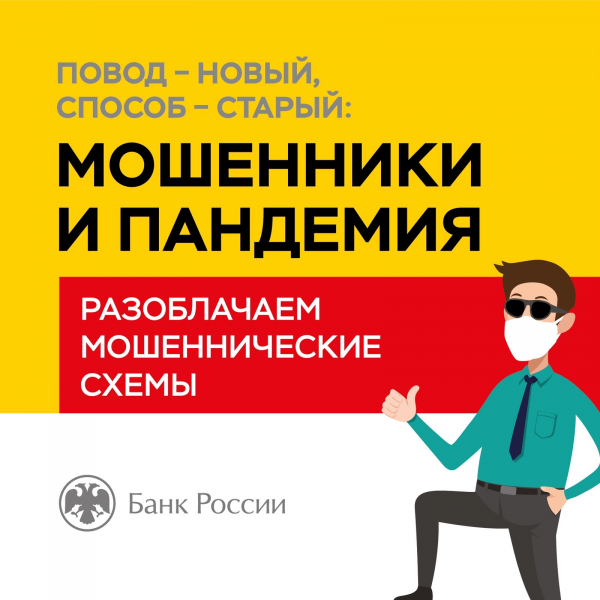 ПОВОД – НОВЫЙ,
СПОСОБ – СТАРЫЙ:
МОШЕННИКИ
И ПАНДЕМИЯ
РАЗОБЛАЧАЕМ
МОШЕННИЧЕСКИЕ
СХЕМЫ
Банк России